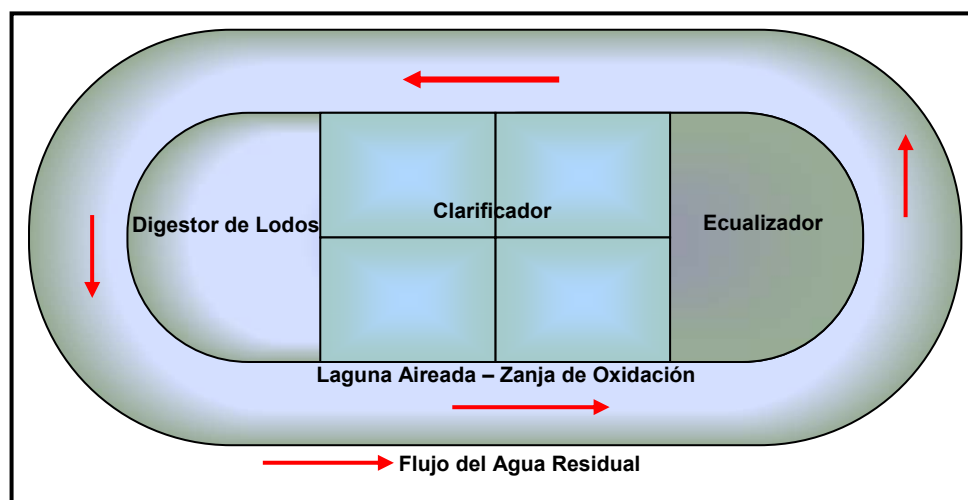 Digestor de Lodos
Clarificador
Ecualizador
Laguna Aireada – Zanja de Oxidación
Flujo del Agua Residual